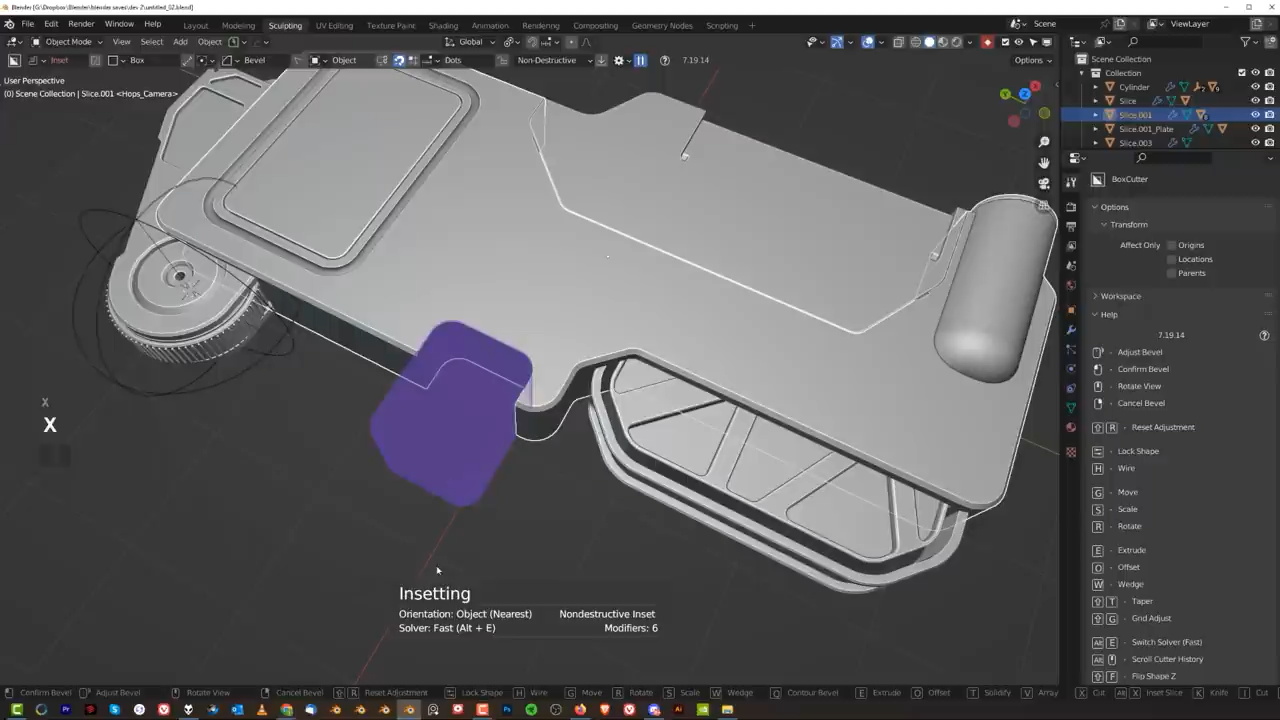 Blender [G:\Dropbox\Blender\blender saves\dev 2\untitled_02.blend]
File Edit Render Window Help Layout Modeling Sculpting UV Editing Texture Paint Shading Animation Rendering Compositing Geometry Nodes Scripting Scene ViewLayer
Object Mode View Select Add Object Global
Inset Box Bevel Object Dots Non-Destructive 7.19.14 Options
User Perspective
(0) Scene Collection | Slice.001 <Hops_Camera>
Scene Collection
Collection
Cylinder
Slice
Slice.001
Slice.001_Plate
Slice.003
BoxCutter
Options
Transform
Affect Only Origins
Locations
Parents
Workspace
Help
7.19.14
Adjust Bevel
Confirm Bevel
Rotate View
Cancel Bevel
R Reset Adjustment
Lock Shape
H Wire
G Move
S Scale
R Rotate
E Extrude
O Offset
W Wedge
T Taper
G Grid Adjust
Alt E Switch Solver (Fast)
Alt Scroll Cutter History
F Flip Shape Z
X
X
Insetting
Orientation: Object (Nearest) Nondestructive Inset
Solver: Fast (Alt + E) Modifiers: 6
Confirm Bevel Adjust Bevel Rotate View Cancel Bevel R Reset Adjustment Lock Shape H Wire G Move R Rotate S Scale W Wedge Q Contour Bevel E Extrude O Offset T Solidify V Array X Cut Alt X Inset Slice K Knife I Cut